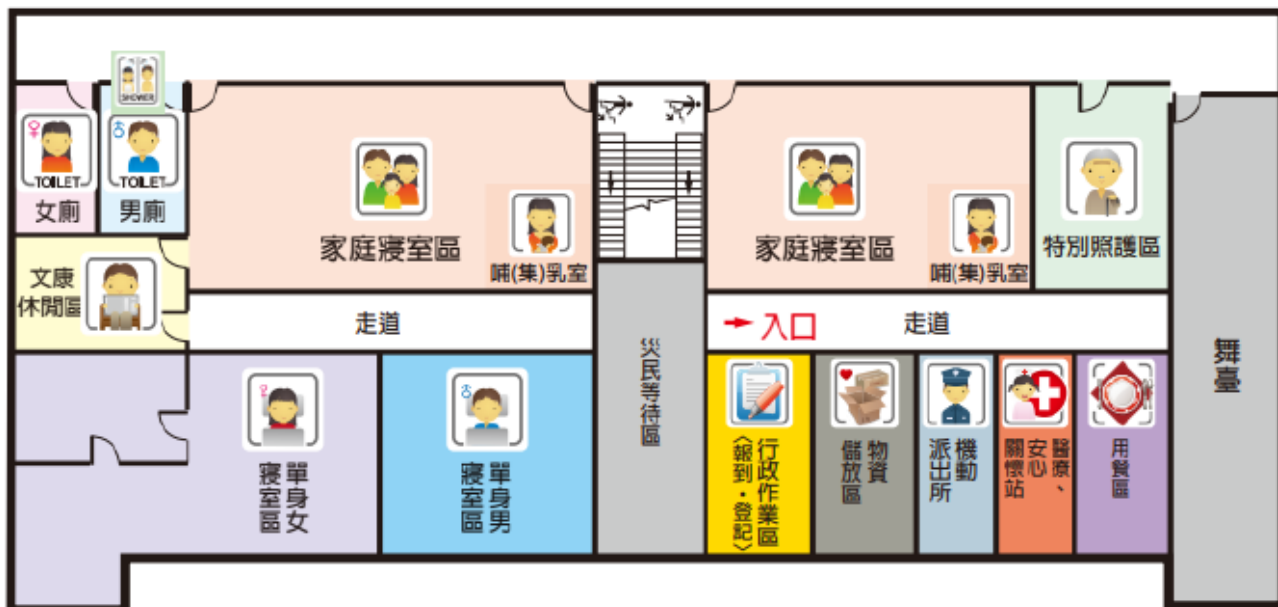 SHOWER
TOILET
女廁
TOILET
男廁
家庭寢室區
哺(集)乳室
家庭寢室區
哺(集)乳室
特別照護區
文康
休閒區
走道
入口
走道
災民等待區
舞臺
單身女
寢室區
單身男
寢室區
行政作業區
(報到・登記)
物資
儲放區
機動
派出所
醫療、
安心
關懷站
用餐區